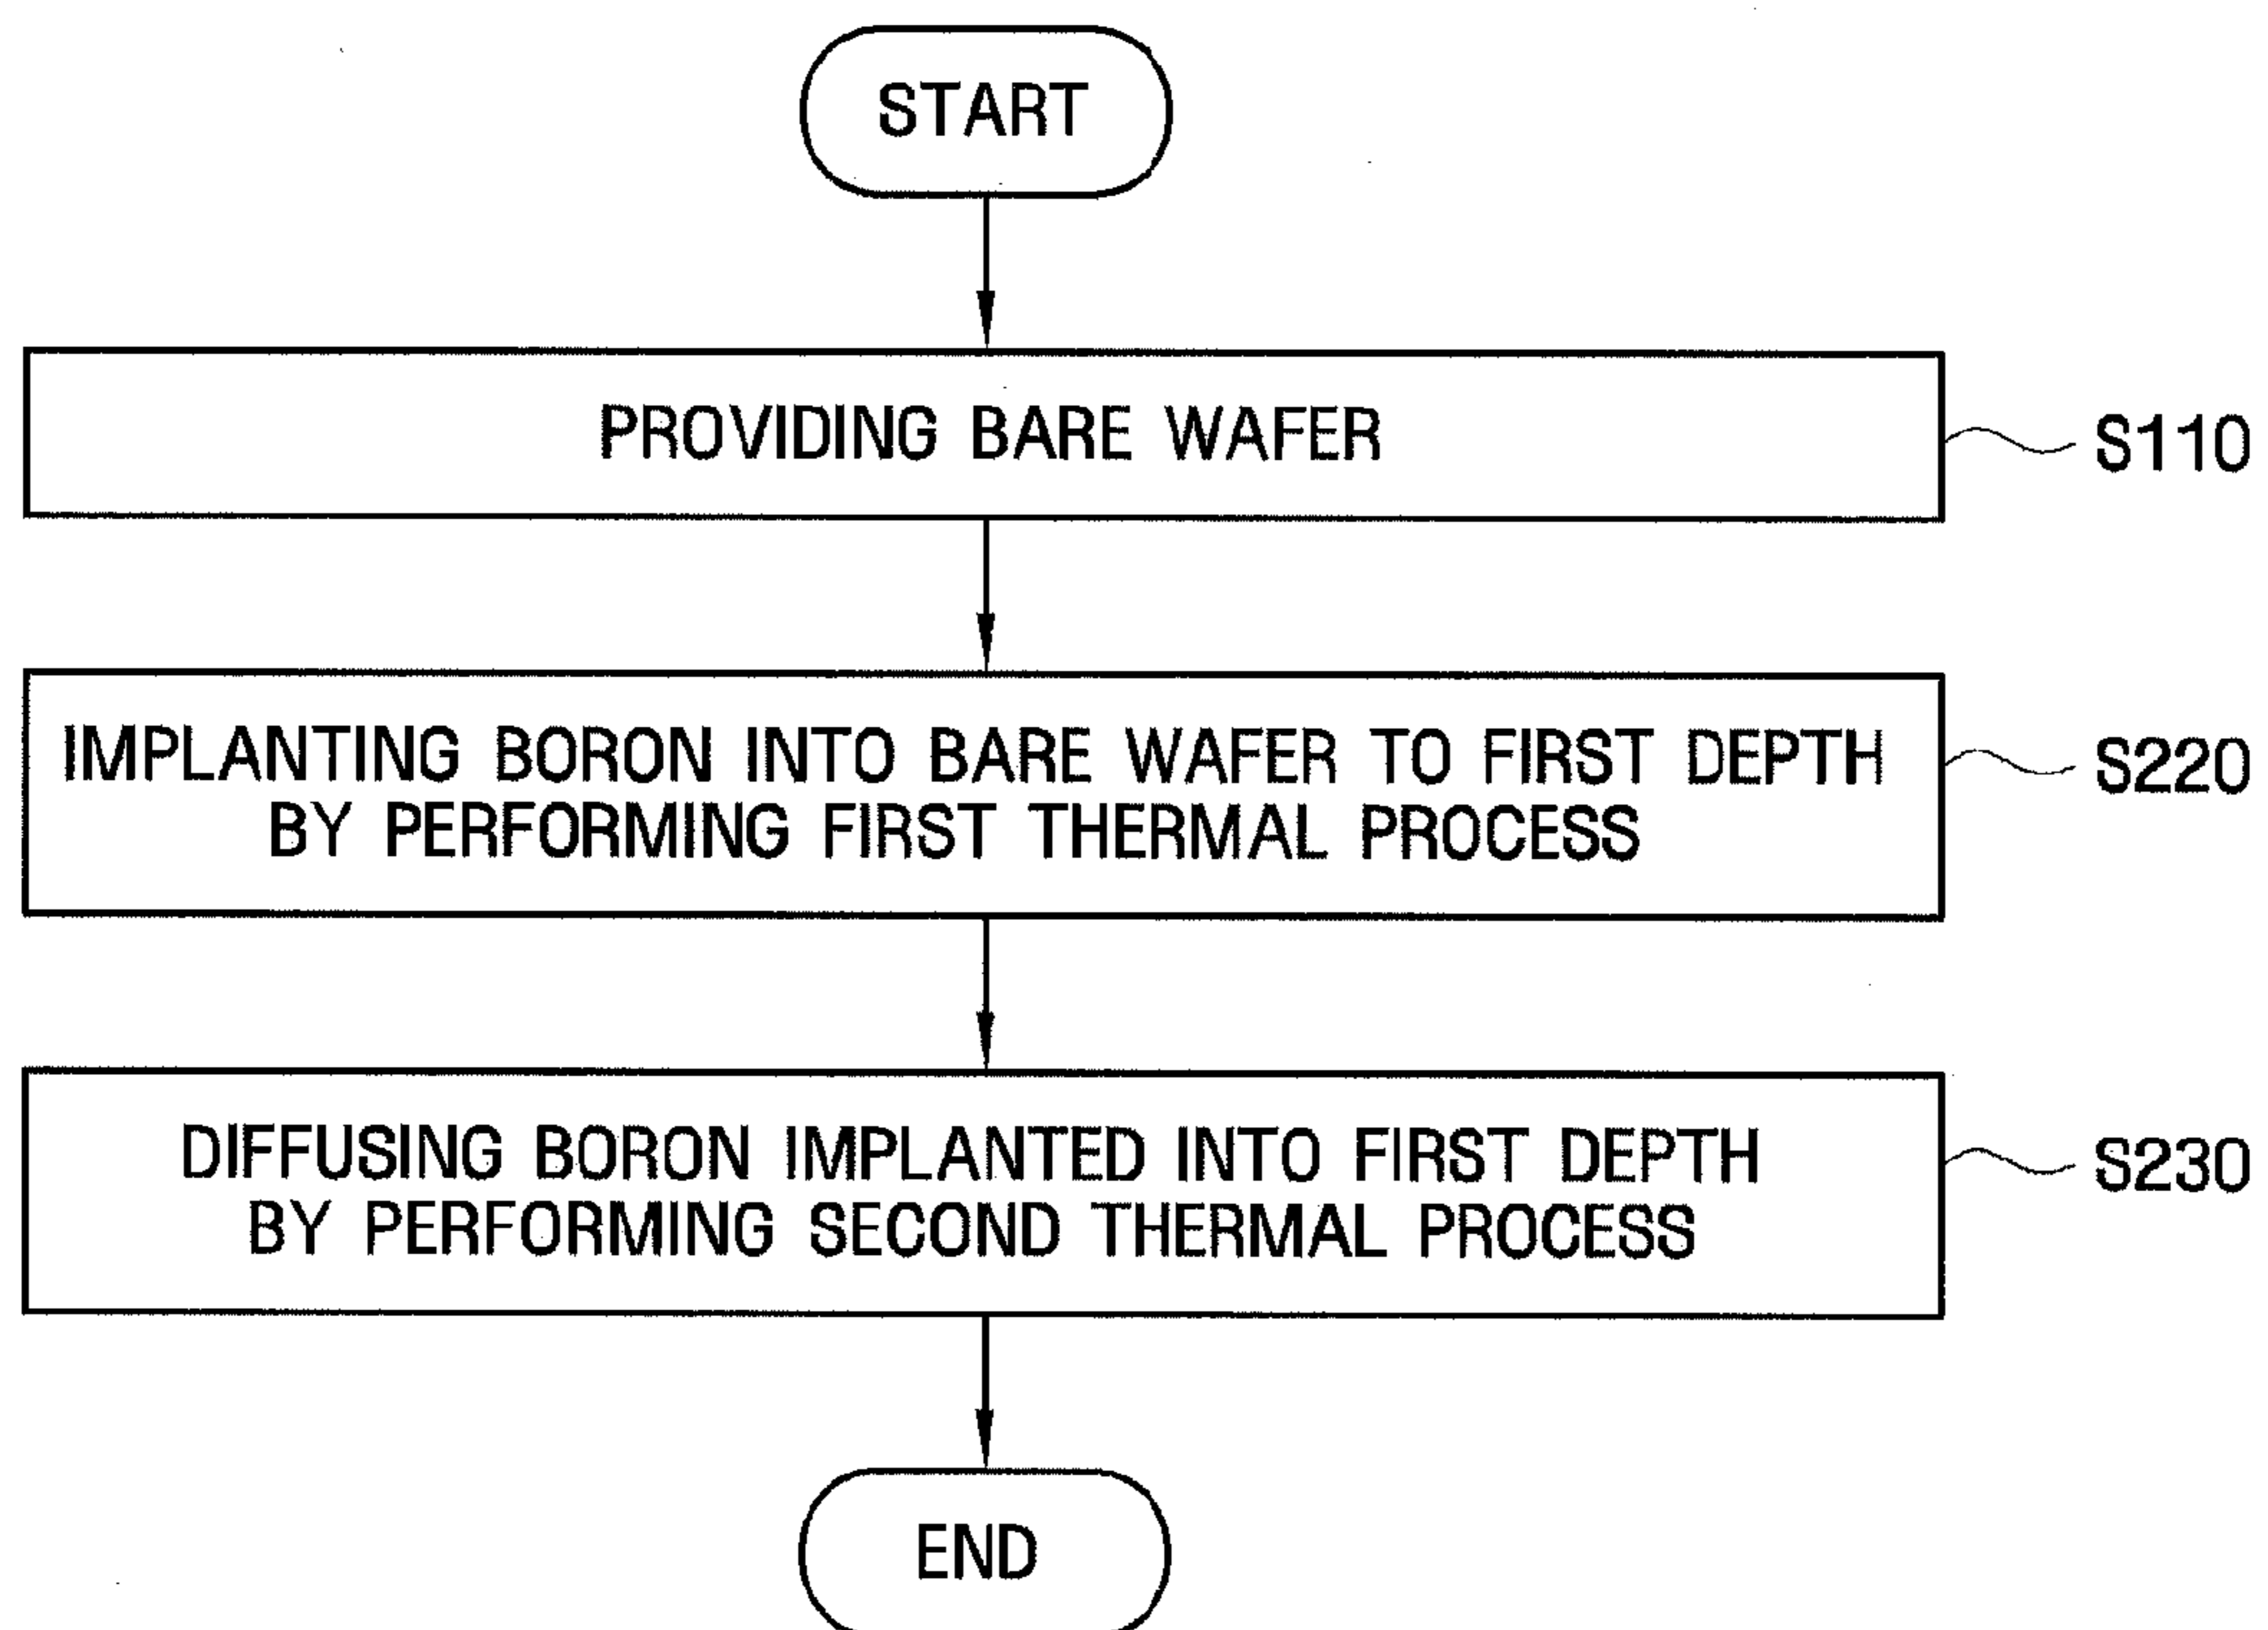 START
PROVIDING BARE WAFER
S110
IMPLANTING BORON INTO BARE WAFER TO FIRST DEPTH
BY PERFORMING FIRST THERMAL PROCESS
S220
DIFFUSING BORON IMPLANTED INTO FIRST DEPTH
BY PERFORMING SECOND THERMAL PROCESS
S230
END